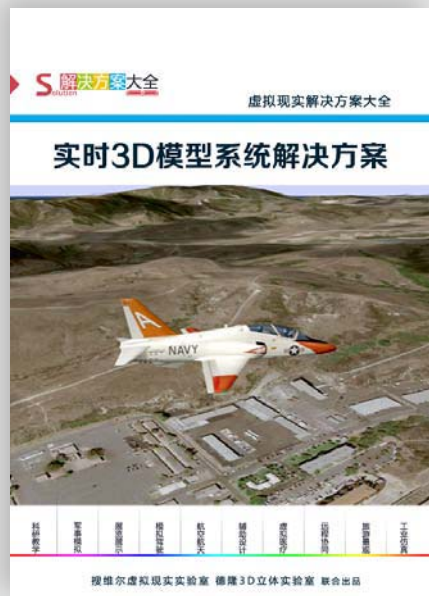 Solution 解决方案大全
虚拟现实解决方案大全
实时3D模型系统解决方案
A
NAVY
科研教学
军事模拟
展览展示
模拟驾驶
航空航天
辅助设计
虚拟医疗
远程协同
旅游景观
工业仿真
搜维尔虚拟现实实验室 德隆3D立体实验室 联合出品